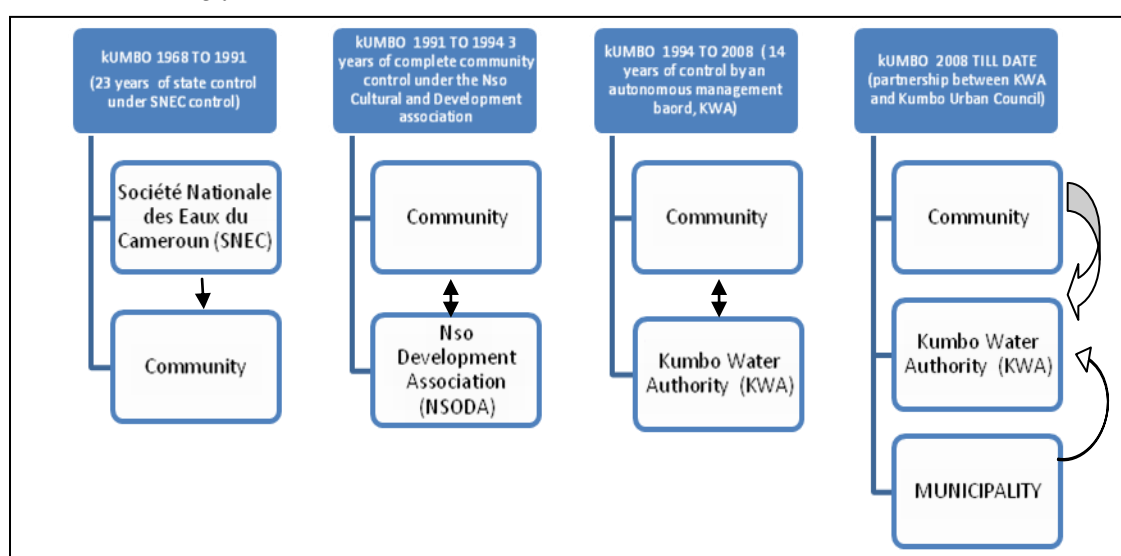 kUMBO 1968 TO 1991
(23 years of state control
under SNEC control)
Société Nationale
des Eaux du
Cameroun (SNEC)
Community
kUMBO 1991 TO 1994 3
years of complete community
control under the Nso
Cultural and Development
association
Community
Nso
Development
Association
(NSODA)
kUMBO 1994 TO 2008 ( 14
years of control by an
autonomous management
baord, KWA)
Community
Kumbo Water
Authority (KWA)
kUMBO 2008 TILL DATE
(partnership between KWA
and Kumbo Urban Council)
Community
Kumbo Water
Authority (KWA)
MUNICIPALITY